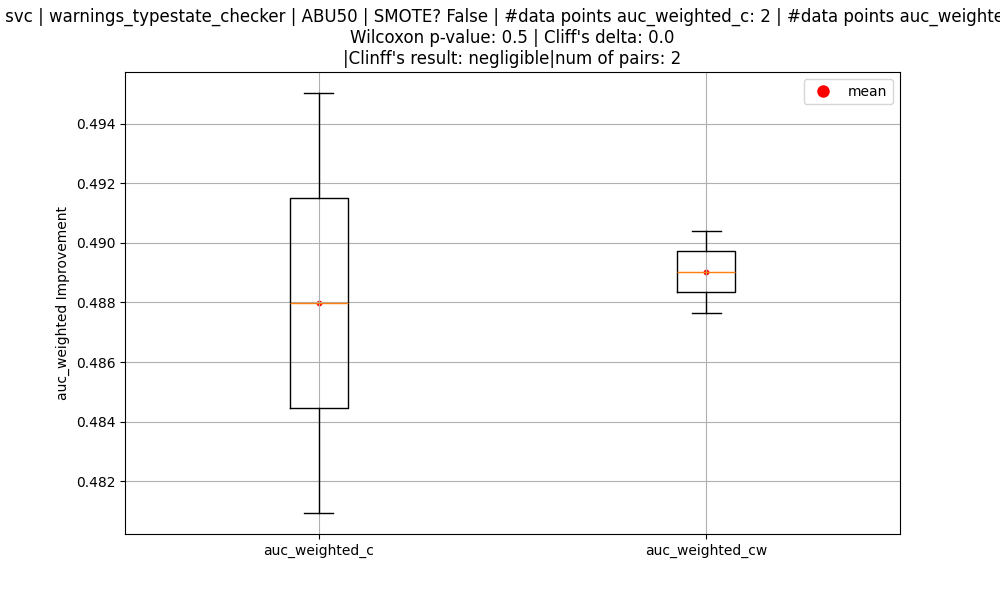 svc | warnings_typestate_checker | ABU50 | SMOTE? False | #data points auc_weighted_c: 2 | #data points
Wilcoxon p-value: 0.5 | Cliff's delta: 0.0
|Clinff's result: negligible|num of pairs: 2
mean
0.494
0.492
0.490
0.488
0.486
0.484
0.482
auc_weighted Improvement
auc_weighted_c
auc_weighted_cw